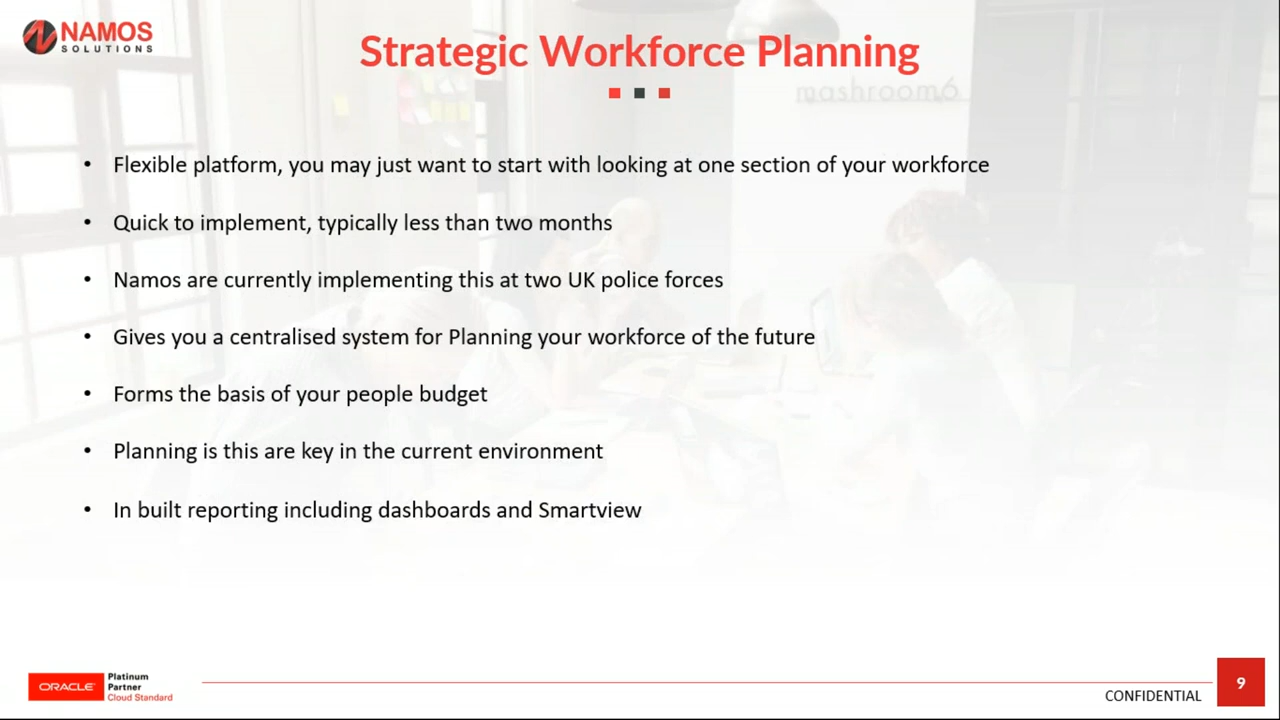 NAMOS
SOLUTIONS
Strategic Workforce Planning
mashroom6
• Flexible platform, you may just want to start with looking at one section of your workforce
• Quick to implement, typically less than two months
• Namos are currently implementing this at two UK police forces
• Gives you a centralised system for Planning your workforce of the future
• Forms the basis of your people budget
• Planning is this are key in the current environment
• In built reporting including dashboards and Smartview
ORACLE
Platinum
Partner
Cloud Standard
CONFIDENTIAL
9